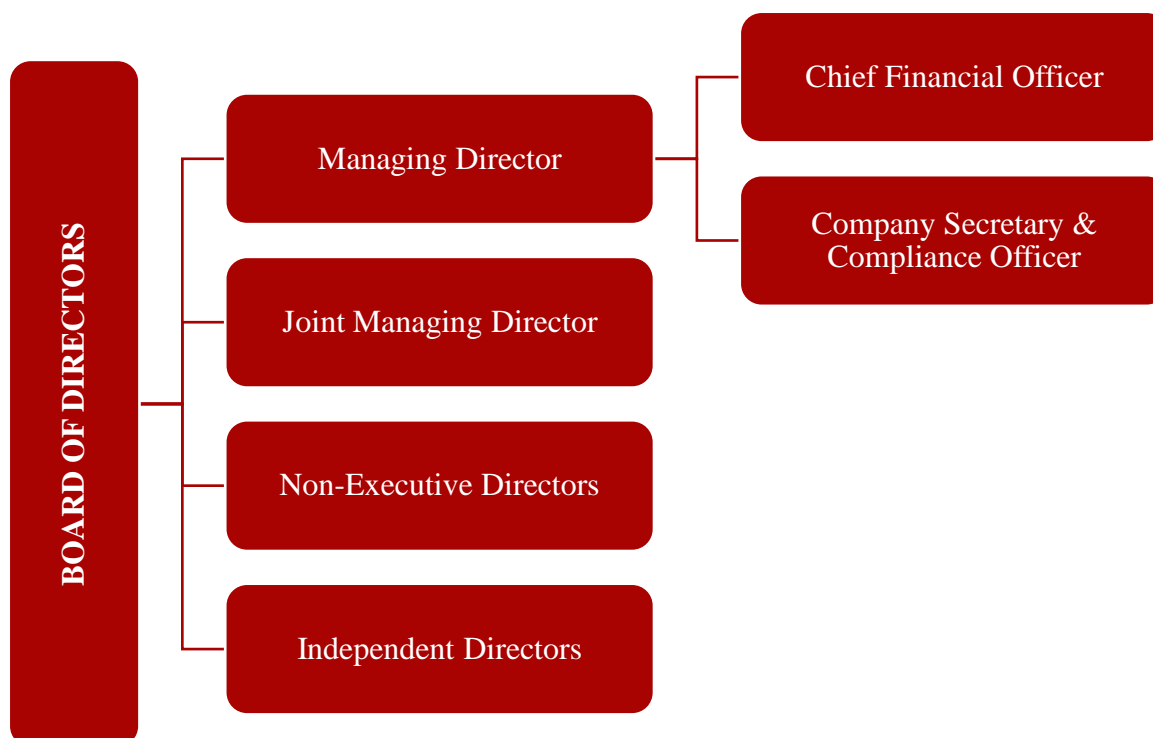 BOARD OF DIRECTORS
Managing Director
Joint Managing Director
Non-Executive Directors
Independent Directors
Chief Financial Officer
Company Secretary &
Compliance Officer